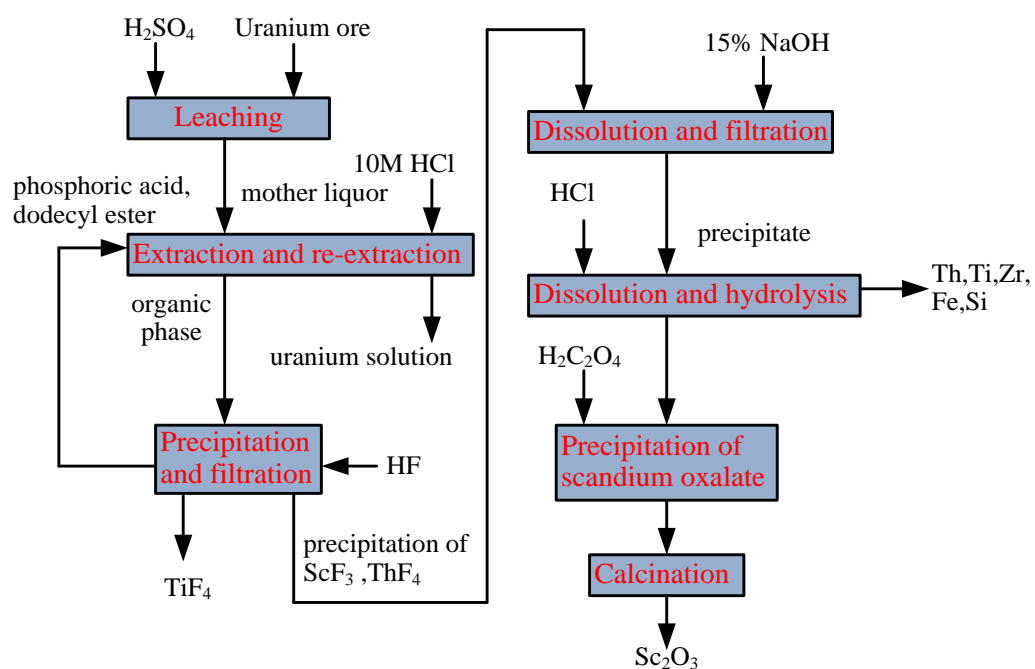 H₂SO₄
Uranium ore
Leaching
phosphoric acid,
dodecyl ester
mother liquor
10M HCl
Extraction and re-extraction
organic
phase
uranium solution
Precipitation
and filtration
HF
TiF₄
precipitation of
ScF₃ ,ThF₄
15% NaOH
Dissolution and filtration
HCl
precipitate
Dissolution and hydrolysis
Th,Ti,Zr,
Fe,Si
H₂C₂O₄
Precipitation of
scandium oxalate
Calcination
Sc₂O₃